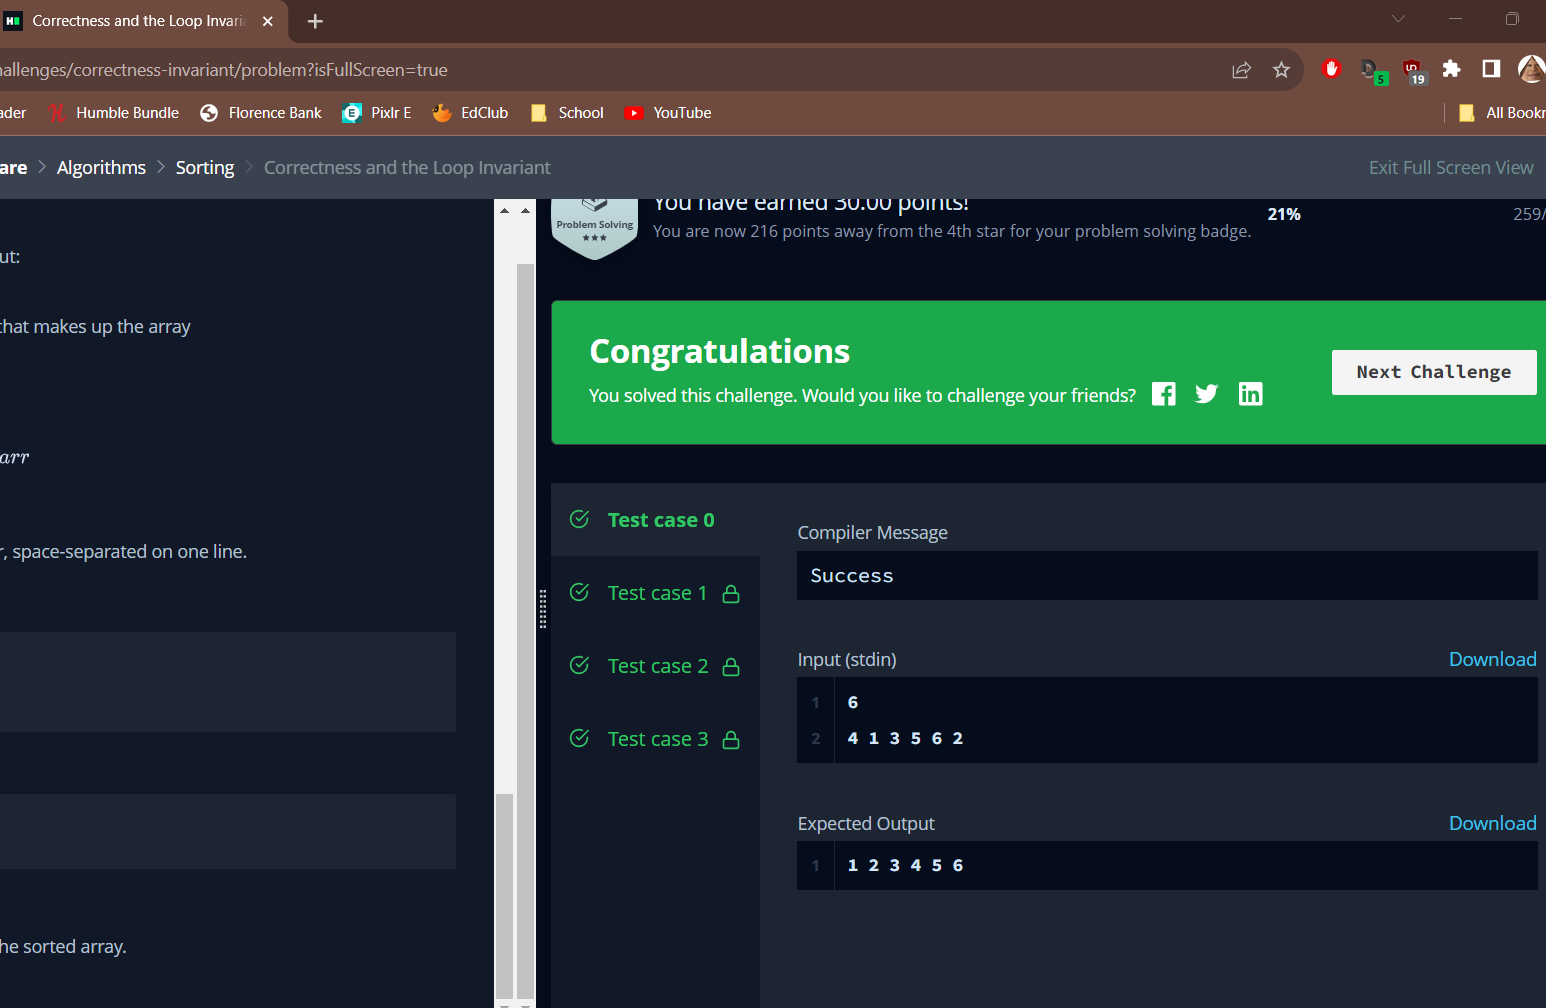 Correctness and the Loop Invaria
allenges/correctness-invariant/problem?isFullScreen=true
5
19
ader
Humble Bundle
Florence Bank
Pixlr E
EdClub
School
YouTube
All Bookr
are > Algorithms > Sorting > Correctness and the Loop Invariant
Exit Full Screen View
ut:
that makes up the array
arr
r, space-separated on one line.
he sorted array.
Problem Solving
You have earned 30.00 points!
You are now 216 points away from the 4th star for your problem solving badge.
21%
259/
Congratulations
You solved this challenge. Would you like to challenge your friends?
Next Challenge
Test case 0
Test case 1
Test case 2
Test case 3
Compiler Message
Success
Input (stdin)
Download
1 6
2 4 1 3 5 6 2
Expected Output
Download
1 1 2 3 4 5 6